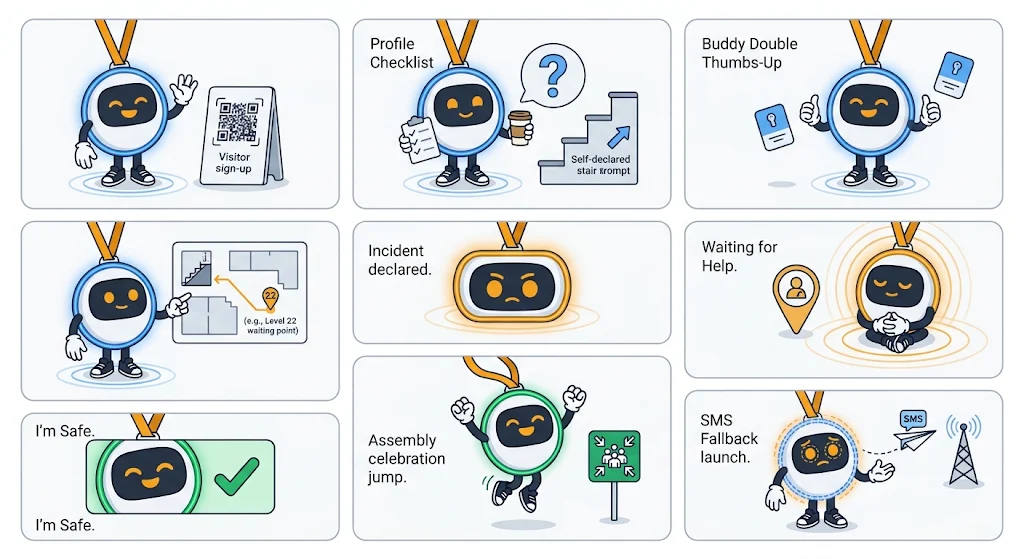 Visitor
sign-up
Profile
Checklist
?
Self-declared
stair prompt
Buddy Double
Thumbs-Up
22
(e.g., Level 22
waiting point)
Incident
declared.
Waiting for
Help.
I'm Safe.
I'm Safe.
Assembly
celebration
jump.
SMS
Fallback
launch.
SMS